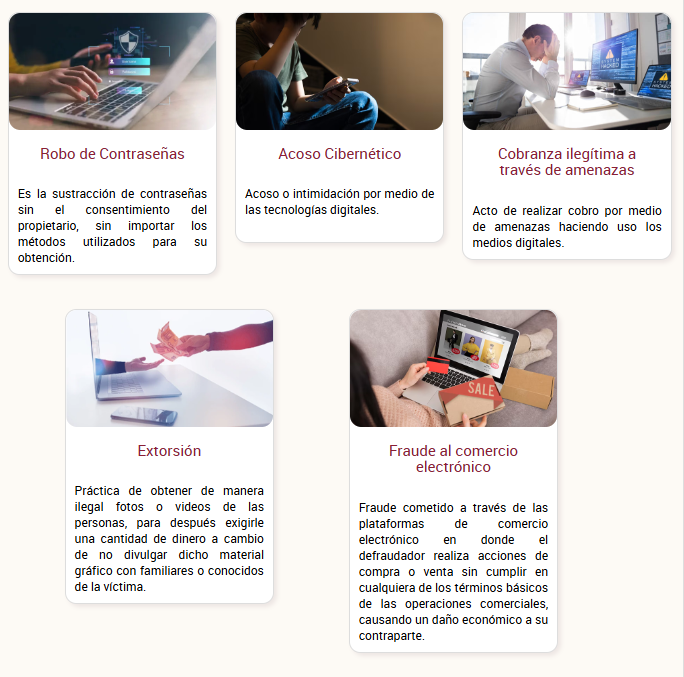 Robo de Contraseñas
Es la sustracción de contraseñas
sin el consentimiento del
propietario, sin importar los
métodos utilizados para su
obtención.
Acoso Cibernético
Acoso o intimidación por medio de
las tecnologías digitales.
Cobranza ilegítima a
través de amenazas
Acto de realizar cobro por medio
de amenazas haciendo uso los
medios digitales.
Extorsión
Práctica de obtener de manera
ilegal fotos o videos de las
personas, para después exigirle
una cantidad de dinero a cambio
de no divulgar dicho material
gráfico con familiares o conocidos
de la víctima.
SALE
Fraude al comercio
electrónico
Fraude cometido a través de las
plataformas de comercio
electrónico en donde el
defraudador realiza acciones de
compra o venta sin cumplir en
cualquiera de los términos básicos
de las operaciones comerciales,
causando un daño económico a su
contraparte.